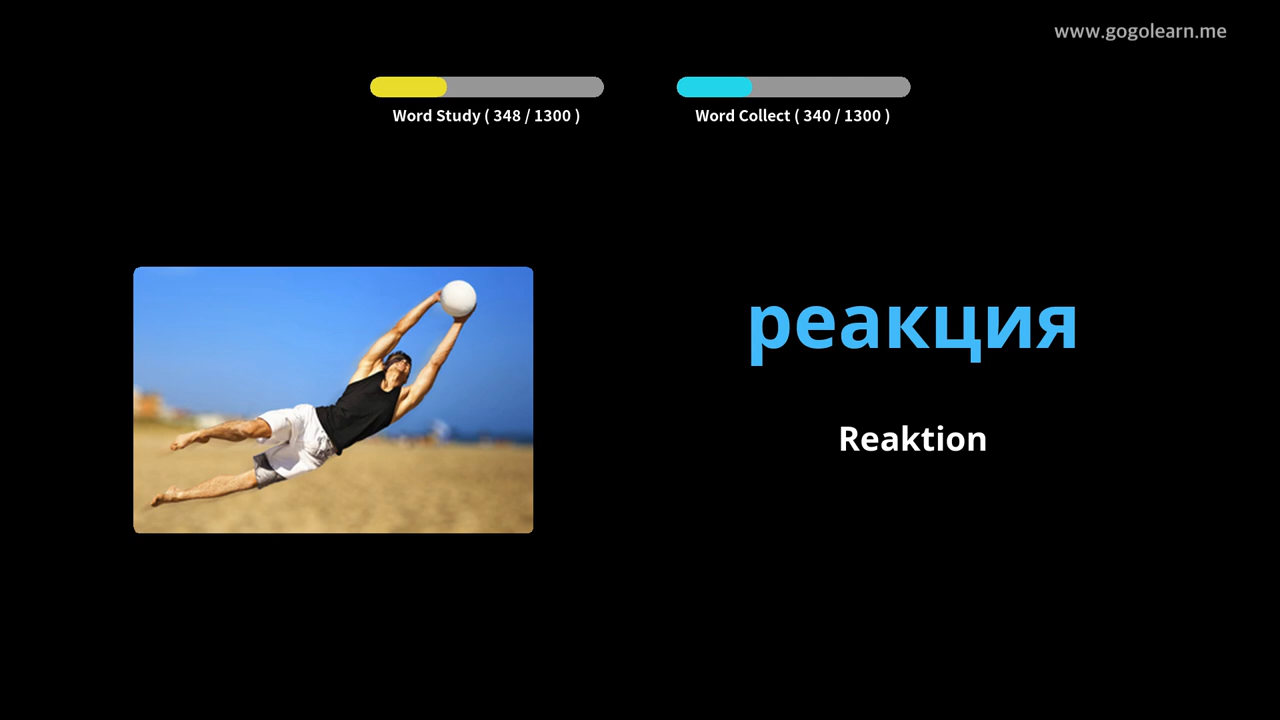 www.gogolearn.me
Word Study ( 348 / 1300 )
Word Collect ( 340 / 1300 )
реакция
Reaktion